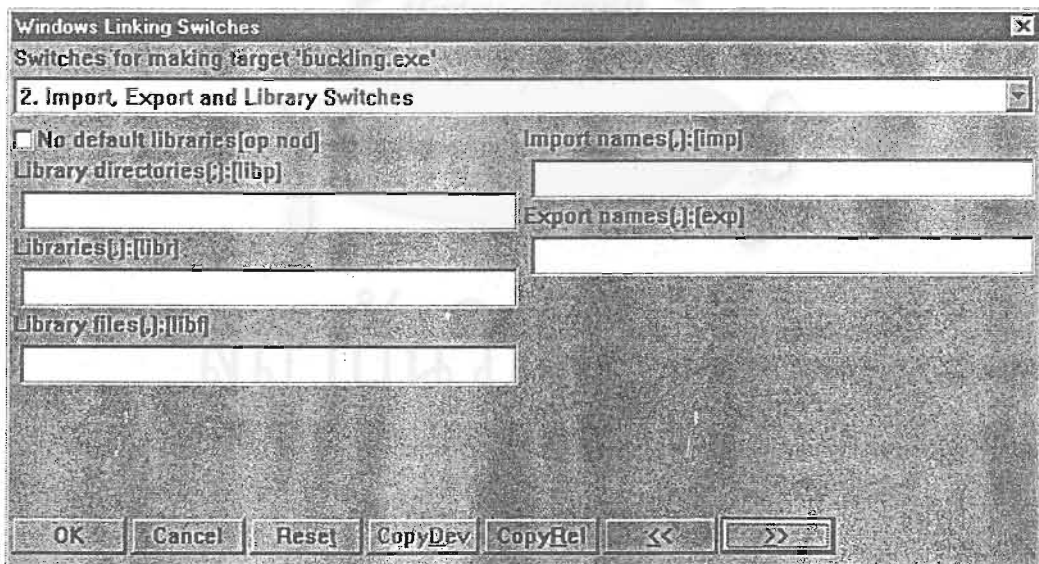 Windows Linking Switches
Switches for making target 'buckling.exe'
2. Import, Export and Library Switches
No default libraries[op nod]
Library directories(;):[libp]
Libraries(,):[libr]
Library files(,):[libf]
Import names(,):[imp]
Export names(,):[exp]
OK Cancel Reset CopyDev CopyRel << >>